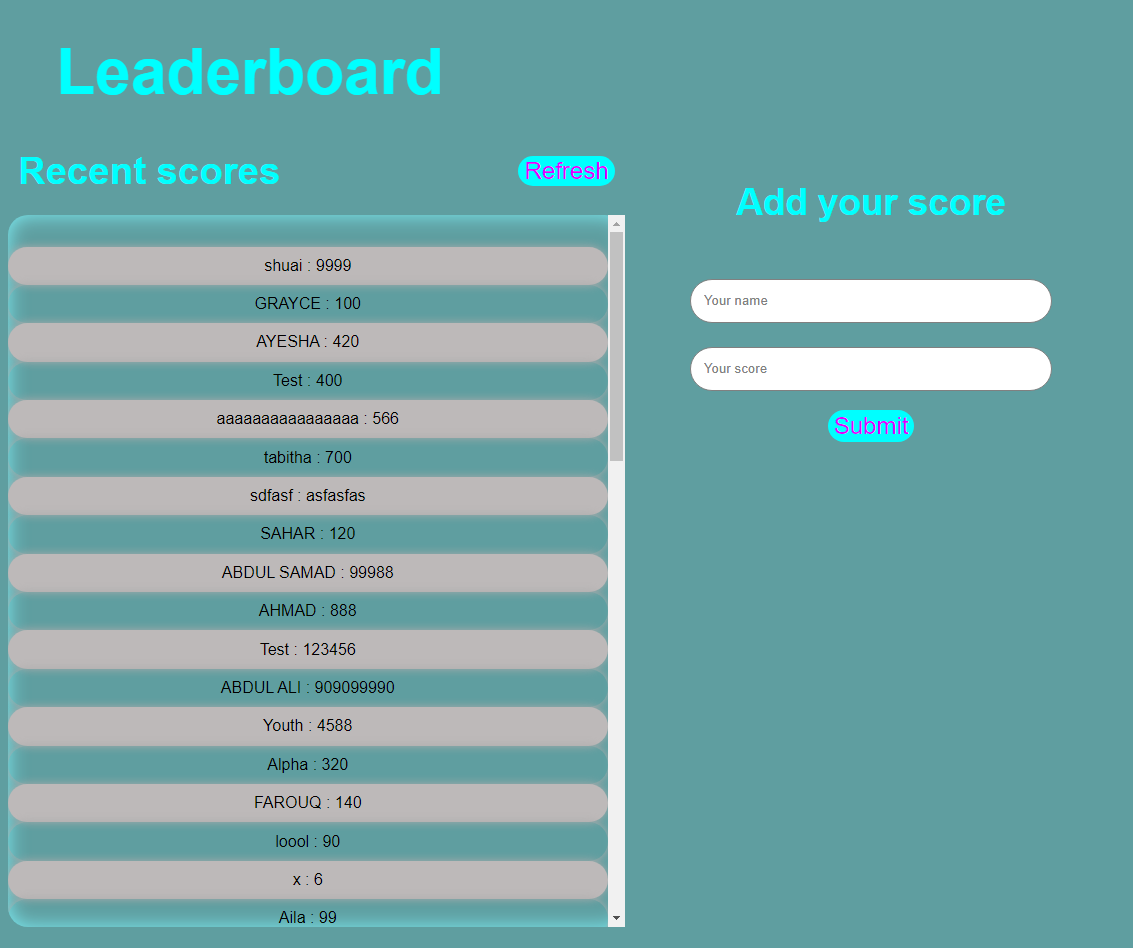 Leaderboard
Recent scores
Refresh
shuai : 9999
GRAYCE : 100
AYESHA : 420
Test : 400
aaaaaaaaaaaaaaaa : 566
tabitha : 700
sdfasf : asfasfas
SAHAR : 120
ABDUL SAMAD : 99988
AHMAD : 888
Test : 123456
ABDUL ALI : 909099990
Youth : 4588
Alpha : 320
FAROUQ : 140
loool : 90
x : 6
Aila : 99
Add your score
Your name
Your score
Submit